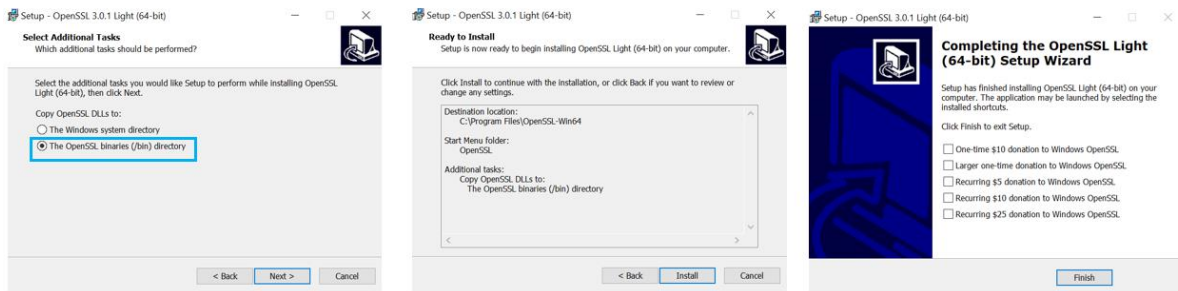 Setup - OpenSSL 3.0.1 Light (64-bit)
Select Additional Tasks
Which additional tasks should be performed?
Select the additional tasks you would like Setup to perform while installing OpenSSL
Light (64-bit), then click Next.
Copy OpenSSL DLLs to:
The Windows system directory
The OpenSSL binaries (/bin) directory
< Back
Next >
Cancel
Setup - OpenSSL 3.0.1 Light (64-bit)
Ready to Install
Setup is now ready to begin installing OpenSSL Light (64-bit) on your computer.
Click Install to continue with the installation, or click Back if you want to review or
change any settings.
Destination location:
C:\Program Files\OpenSSL-Win64
Start Menu folder:
OpenSSL
Additional tasks:
Copy OpenSSL DLLs to:
The OpenSSL binaries (/bin) directory
< Back
Install
Cancel
Setup - OpenSSL 3.0.1 Light (64-bit)
Completing the OpenSSL Light
(64-bit) Setup Wizard
Setup has finished installing OpenSSL Light (64-bit) on your
computer. The application may be launched by selecting the
installed shortcuts.
Click Finish to exit Setup.
One-time $10 donation to Windows OpenSSL
Larger one-time donation to Windows OpenSSL
Recurring $5 donation to Windows OpenSSL
Recurring $10 donation to Windows OpenSSL
Recurring $25 donation to Windows OpenSSL
Finish